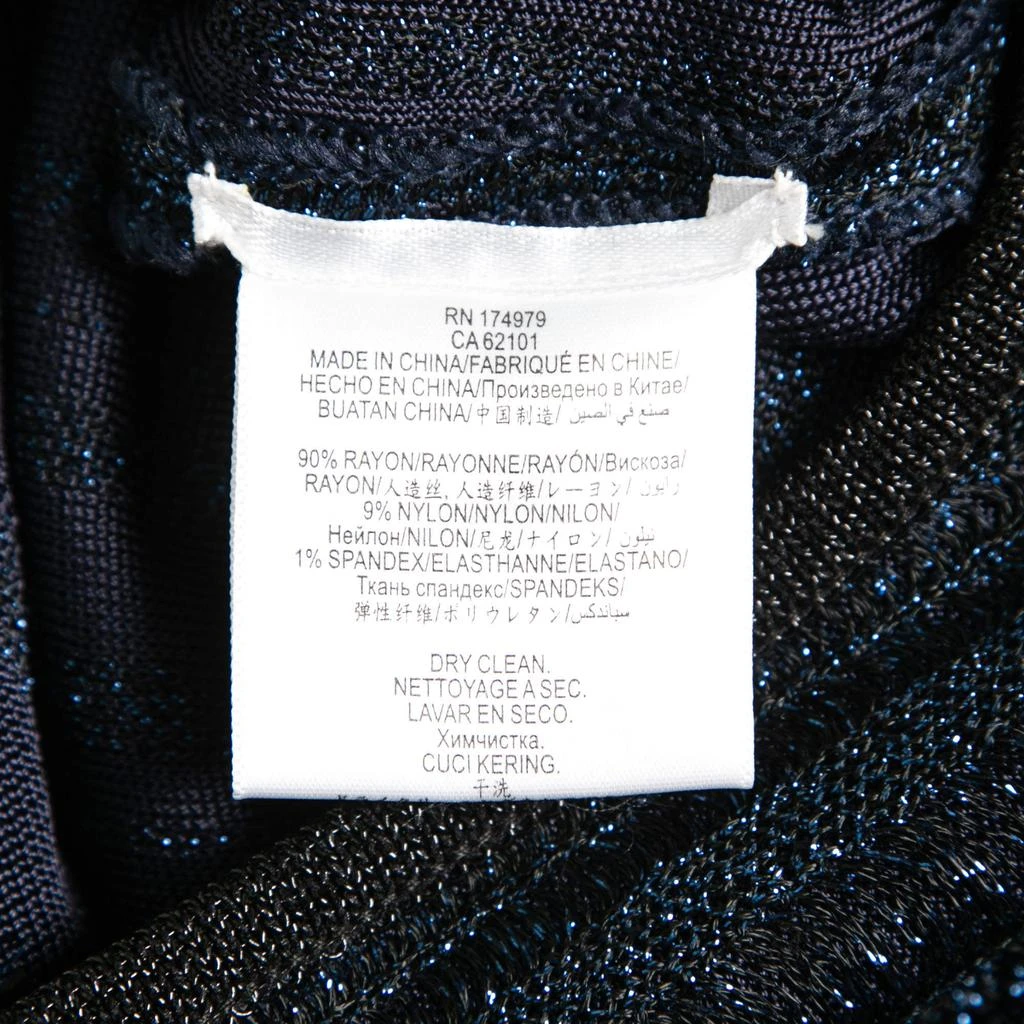 RN 174979
CA 62101
MADE IN CHINA/FABRIQUÉ EN CHINE/
HECHO EN CHINA/Произведено в Китае/
BUATAN CHINA/中国制造/ صنع في الصين
90% RAYON/RAYONNE/RAYÓN/Вискоза/
RAYON/人造丝, 人造纤维/レーヨン/ رايون/
9% NYLON/NYLON/NILON/
Нейлон/NILON/尼龙/ナイロン/ نيلون/
1% SPANDEX/ELASTHANNE/ELASTANO/
Ткань спандекс/SPANDEKS/
弹性纤维/ポリウレタン/سباندكس
DRY CLEAN.
NETTOYAGE A SEC.
LAVAR EN SECO.
Химчистка.
CUCI KERING.
干洗